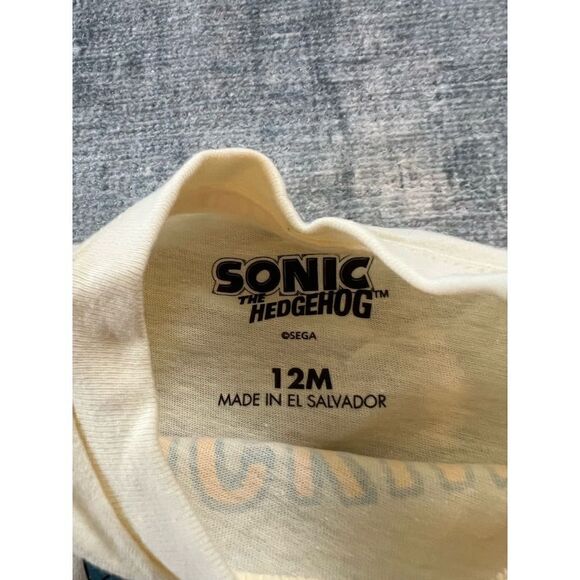 SONIC
THE
HEDGEHOG™
©SEGA
12M
MADE IN EL SALVADOR